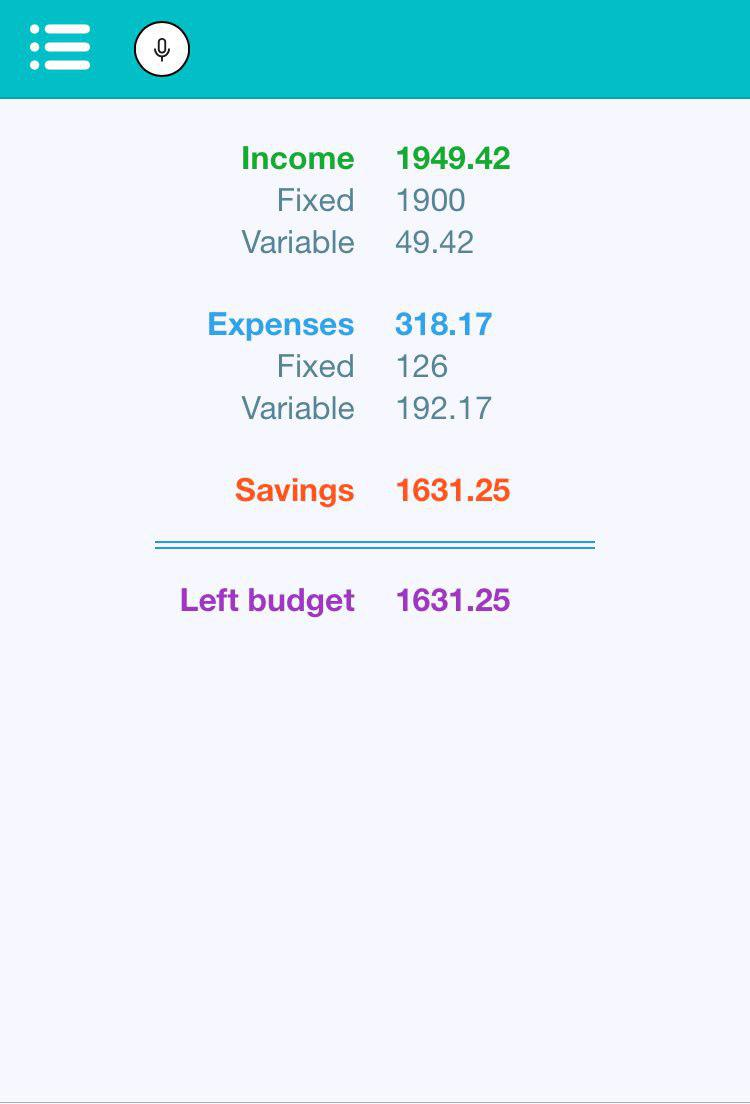 Income 1949.42
Fixed 1900
Variable 49.42
Expenses 318.17
Fixed 126
Variable 192.17
Savings 1631.25
Left budget 1631.25